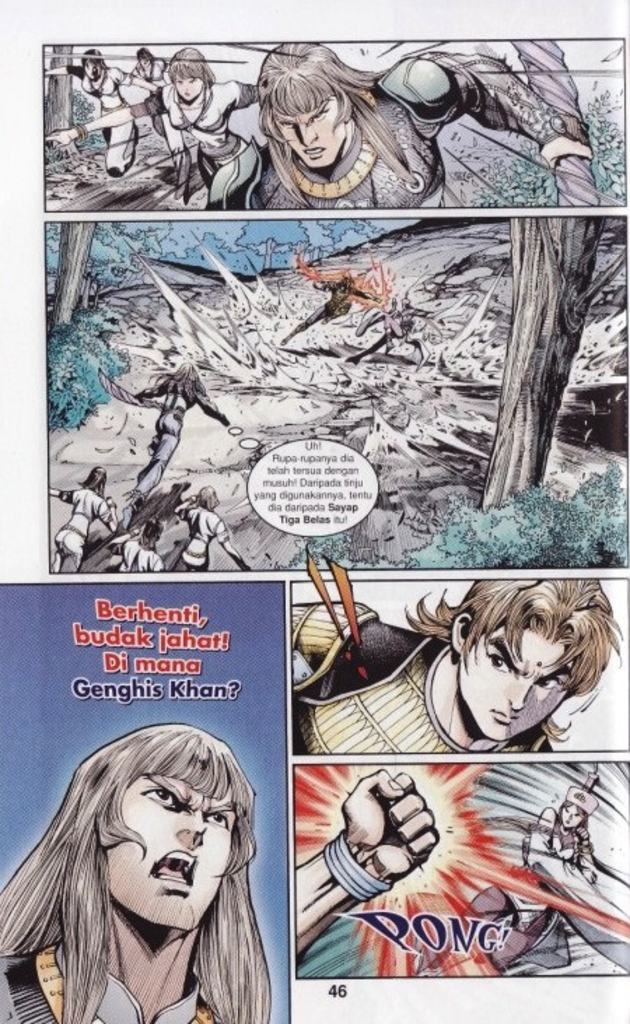 Uh!
Rupa-rupanya dia
telah tersua dengan
musuh! Daripada tinju
yang digunakannya, tentu
dia daripada Sayap
Tiga Belas itu!
Berhenti,
budak jahat!
Di mana
Genghis Khan?
PONG!
46